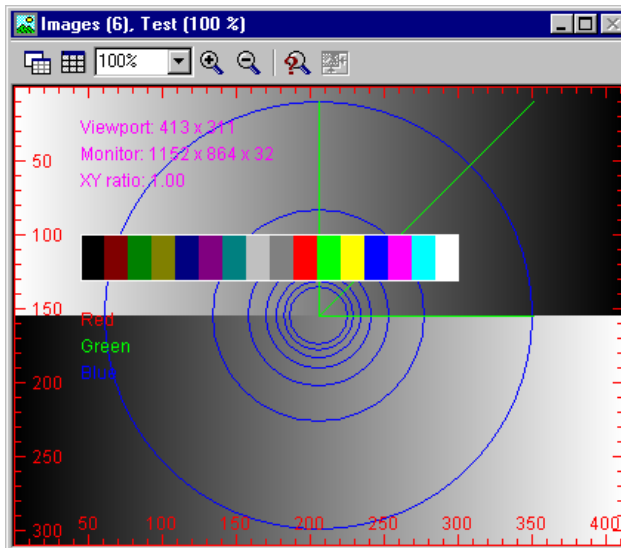 Images (6), Test (100 %)
100%
Viewport: 413 x 311
Monitor: 1152 x 864 x 32
XY ratio: 1.00
50
100
150
Red
Green
Blue
200
250
300
50 100 150 200 250 300 350 400